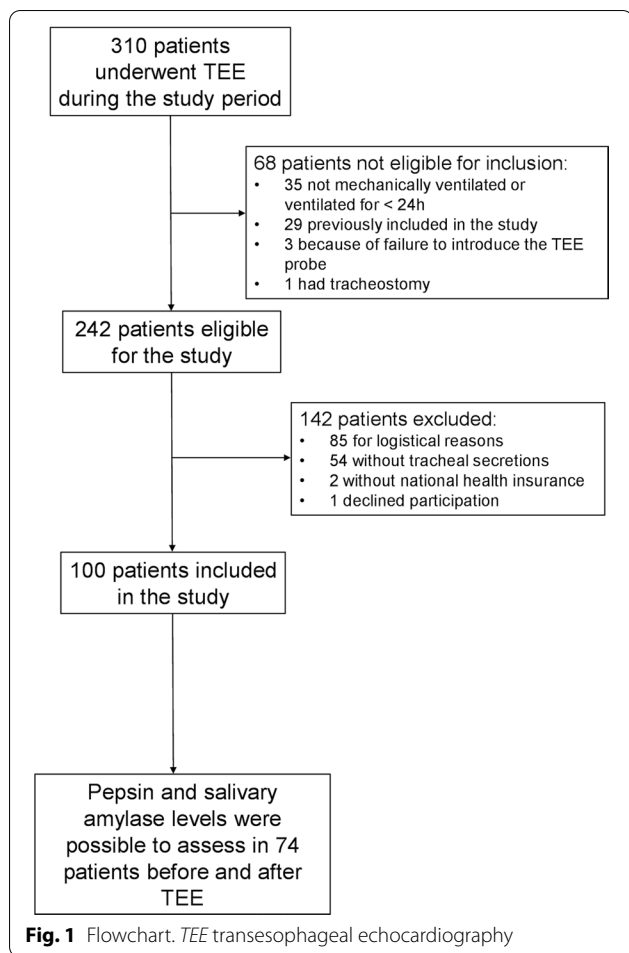 310 patients
underwent TEE
during the study period
68 patients not eligible for inclusion:
• 35 not mechanically ventilated or
ventilated for < 24h
• 29 previously included in the study
• 3 because of failure to introduce the TEE
probe
• 1 had tracheostomy
242 patients eligible
for the study
142 patients excluded:
• 85 for logistical reasons
• 54 without tracheal secretions
• 2 without national health insurance
• 1 declined participation
100 patients included
in the study
Pepsin and salivary
amylase levels were
possible to assess in 74
patients before and after
TEE
Fig. 1 Flowchart. TEE transesophageal echocardiography